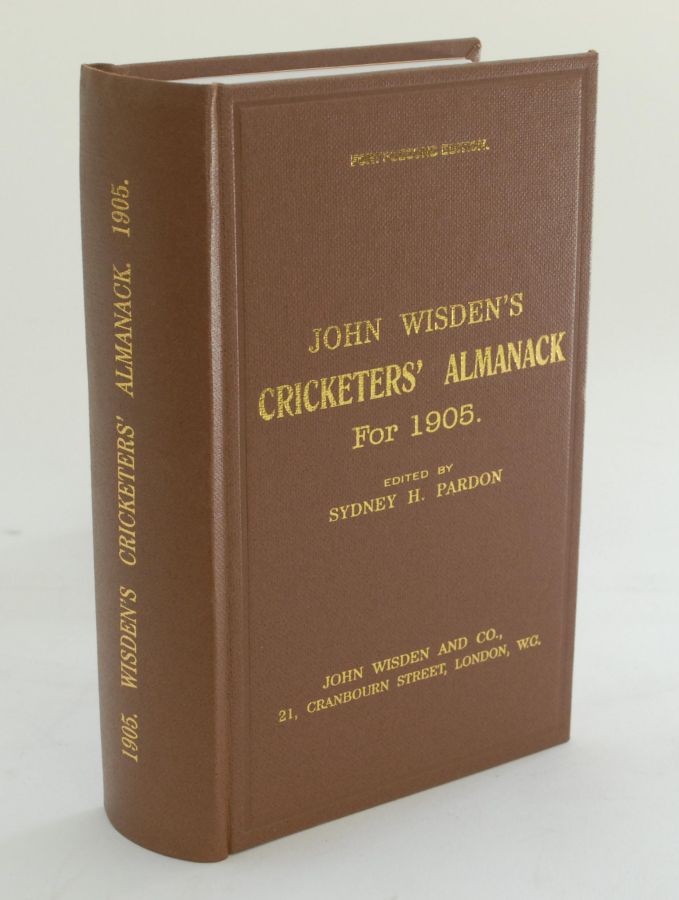 1905. WISDEN'S CRICKETERS' ALMANACK. 1905.
FORTY-SECOND EDITION.
JOHN WISDEN'S
CRICKETERS' ALMANACK
For 1905.
EDITED BY
SYDNEY H. PARDON
JOHN WISDEN AND CO.,
21, CRANBOURN STREET, LONDON, W.C.